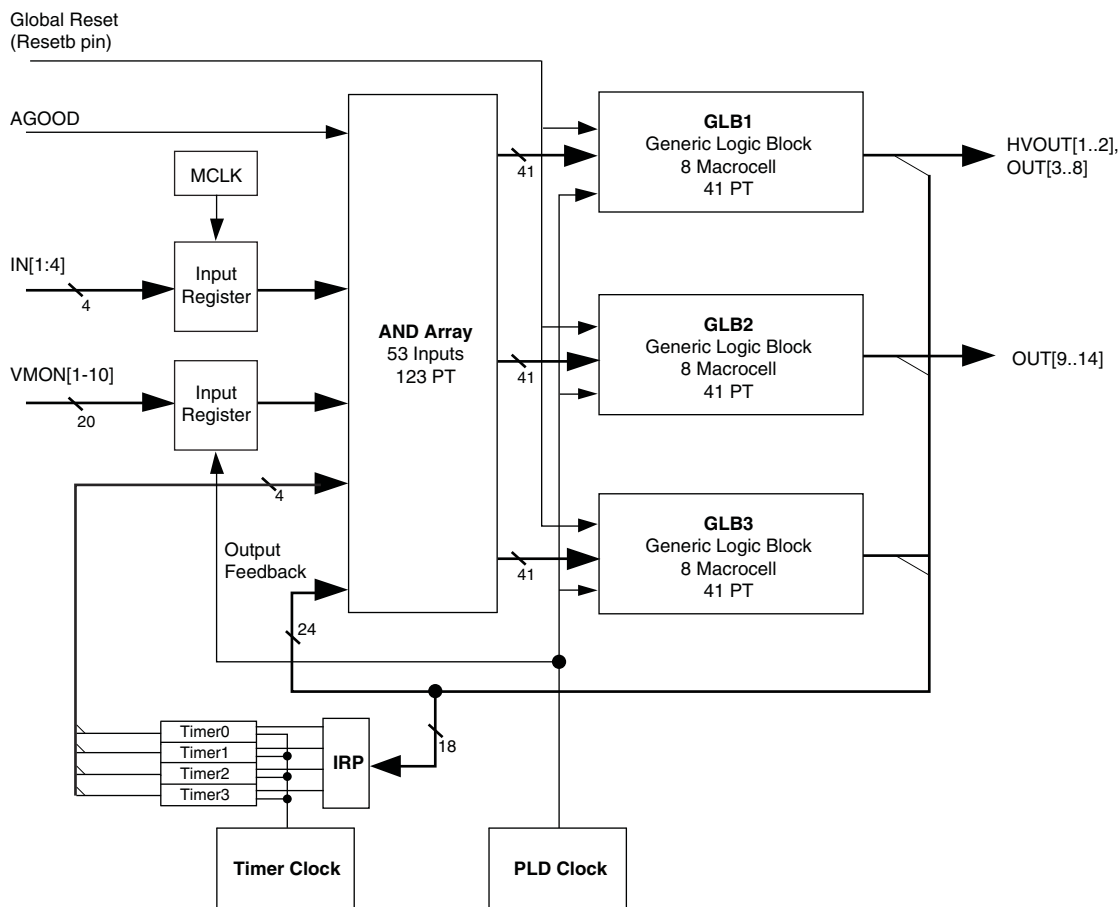 Global Reset
(Resetb pin)
AGOOD
MCLK
IN[1:4]
4
Input
Register
VMON[1-10]
20
Input
Register
4
Output
Feedback
24
AND Array
53 Inputs
123 PT
41
41
41
GLB1
Generic Logic Block
8 Macrocell
41 PT
HVOUT[1..2],
OUT[3..8]
GLB2
Generic Logic Block
8 Macrocell
41 PT
OUT[9..14]
GLB3
Generic Logic Block
8 Macrocell
41 PT
18
Timer0
Timer1
Timer2
Timer3
IRP
Timer Clock
PLD Clock